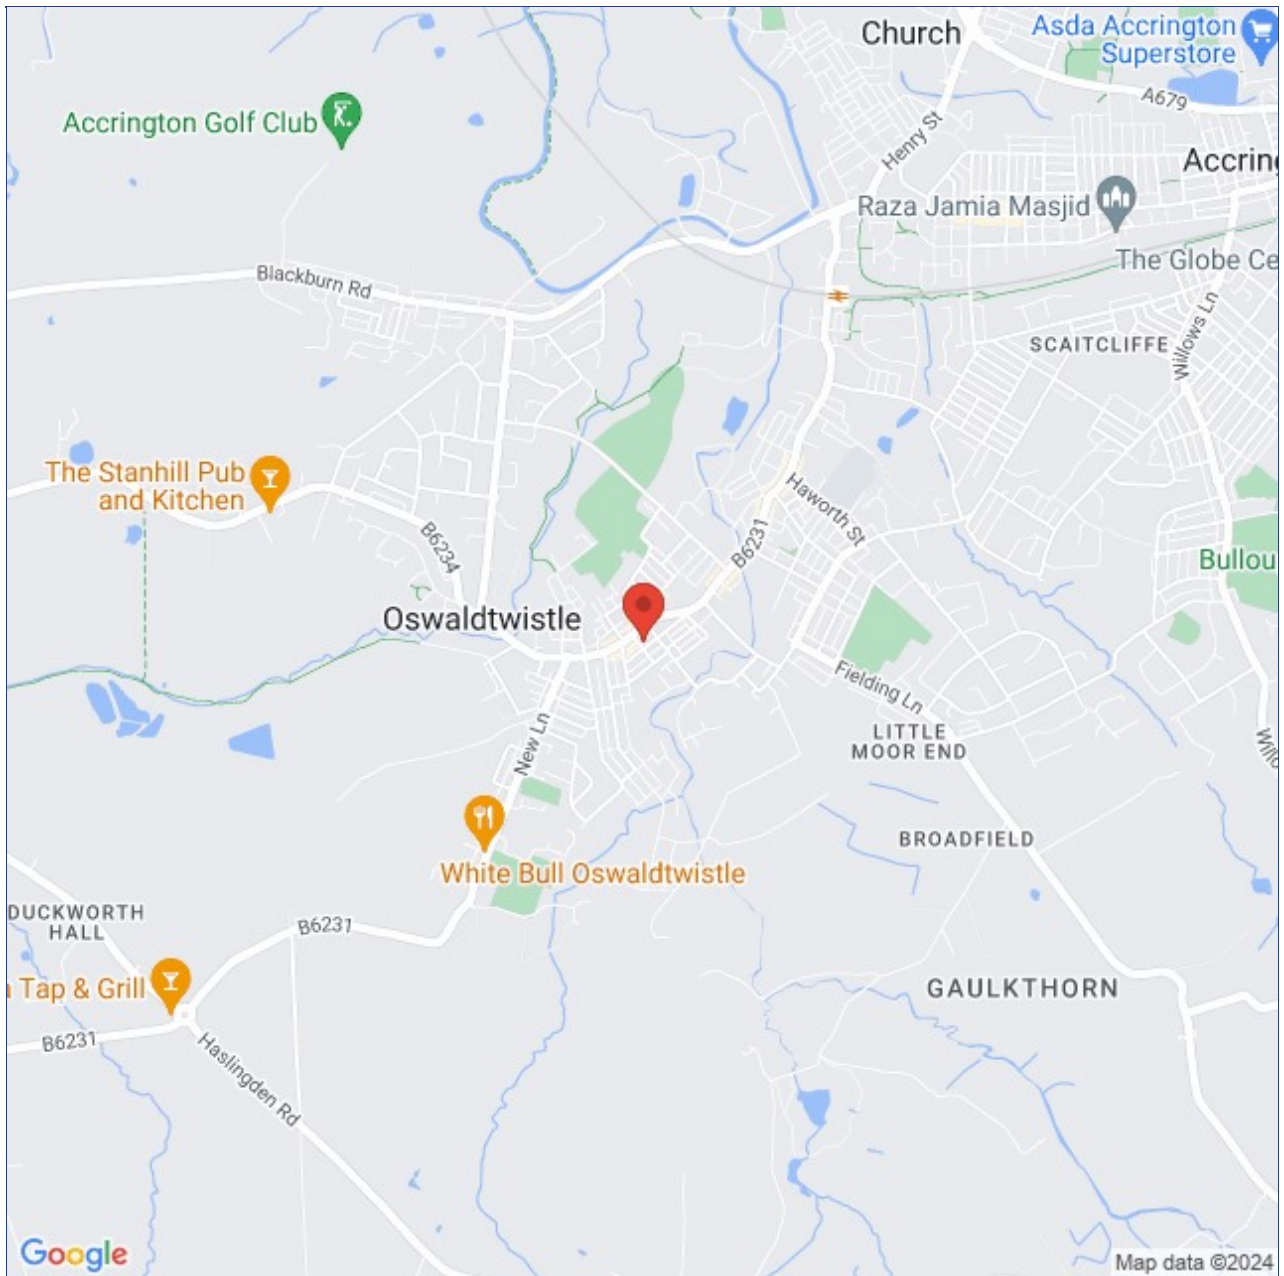 Church
Asda Accrington
Superstore
A679
Accrington Golf Club
Henry St
Accring
Raza Jamia Masjid
The Globe Ce
Blackburn Rd
Willows Ln
SCAITCLIFFE
The Stanhill Pub
and Kitchen
Haworth St
B6234
B6231
Bullou
Oswaldtwistle
Fielding Ln
New Ln
LITTLE
MOOR END
Willo
BROADFIELD
White Bull Oswaldtwistle
DUCKWORTH
HALL
B6231
Tap & Grill
GAULKTHORN
B6231
Haslingden Rd
Google
Map data ©2024